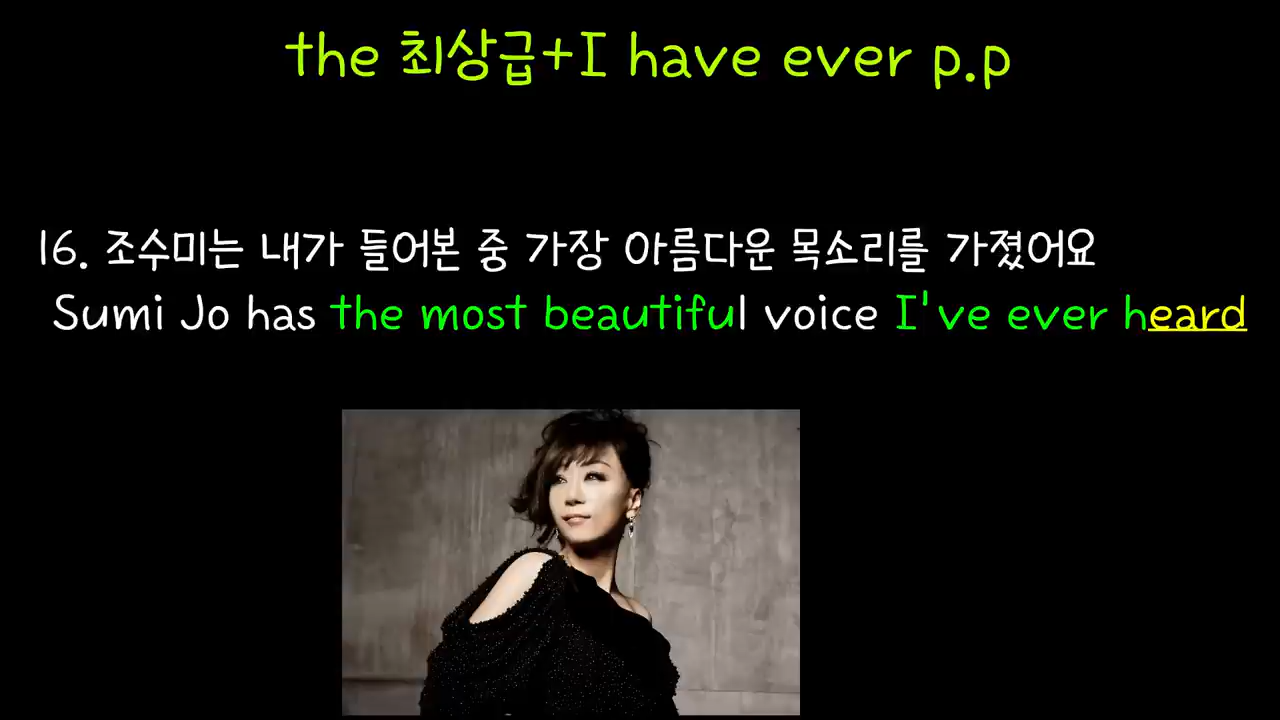 the 최상급+I have ever p.p
16. 조수미는 내가 들어본 중 가장 아름다운 목소리를 가졌어요
Sumi Jo has the most beautiful voice I've ever heard